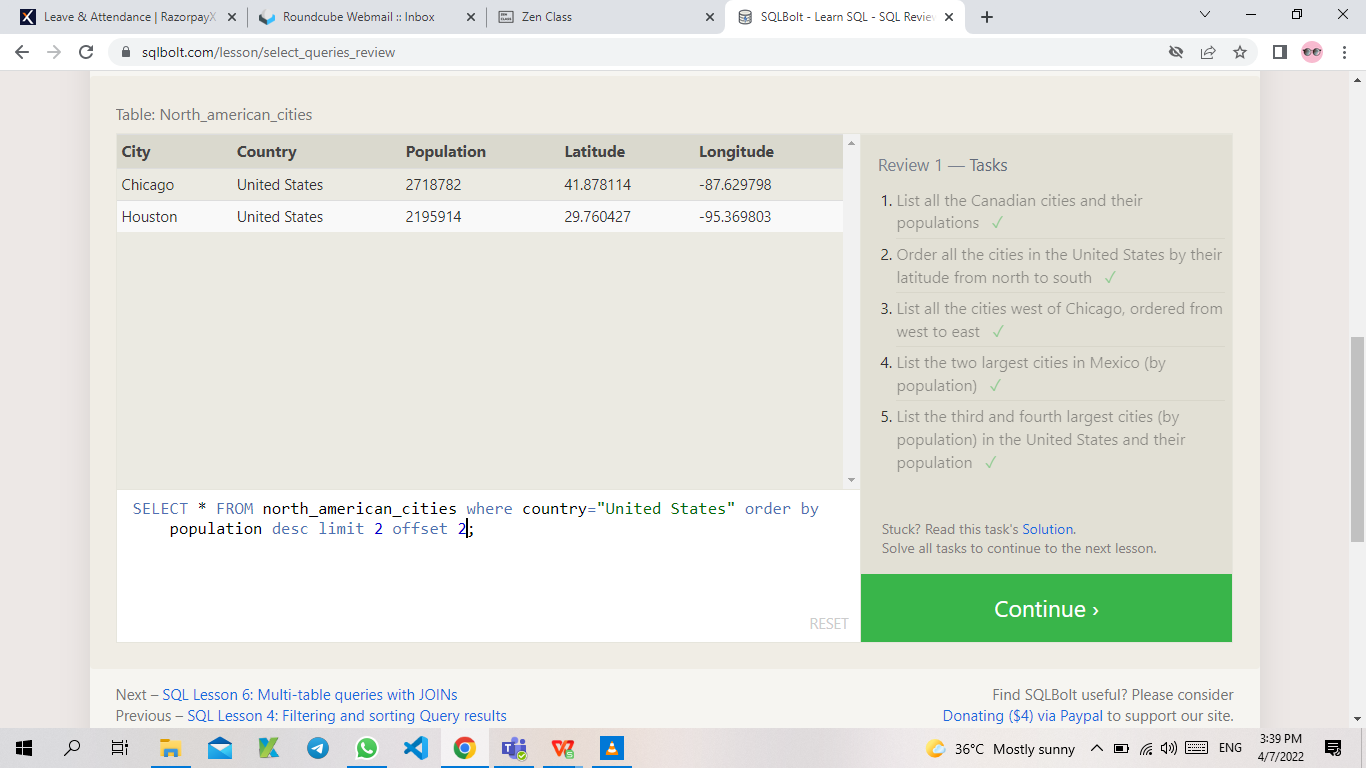 Leave & Attendance | RazorpayX
Roundcube Webmail :: Inbox
Zen Class
SQLBolt - Learn SQL - SQL Review
sqlbolt.com/lesson/select_queries_review
Table: North_american_cities
City Country Population Latitude Longitude
Chicago United States 2718782 41.878114 -87.629798
Houston United States 2195914 29.760427 -95.369803
SELECT * FROM north_american_cities where country="United States" order by
population desc limit 2 offset 2;
RESET
Review 1 — Tasks
1. List all the Canadian cities and their
populations ✓
2. Order all the cities in the United States by their
latitude from north to south ✓
3. List all the cities west of Chicago, ordered from
west to east ✓
4. List the two largest cities in Mexico (by
population) ✓
5. List the third and fourth largest cities (by
population) in the United States and their
population ✓
Stuck? Read this task's Solution.
Solve all tasks to continue to the next lesson.
Continue ›
Next – SQL Lesson 6: Multi-table queries with JOINs
Previous – SQL Lesson 4: Filtering and sorting Query results
Find SQLBolt useful? Please consider
Donating ($4) via Paypal to support our site.
36°C Mostly sunny
ENG
3:39 PM
4/7/2022